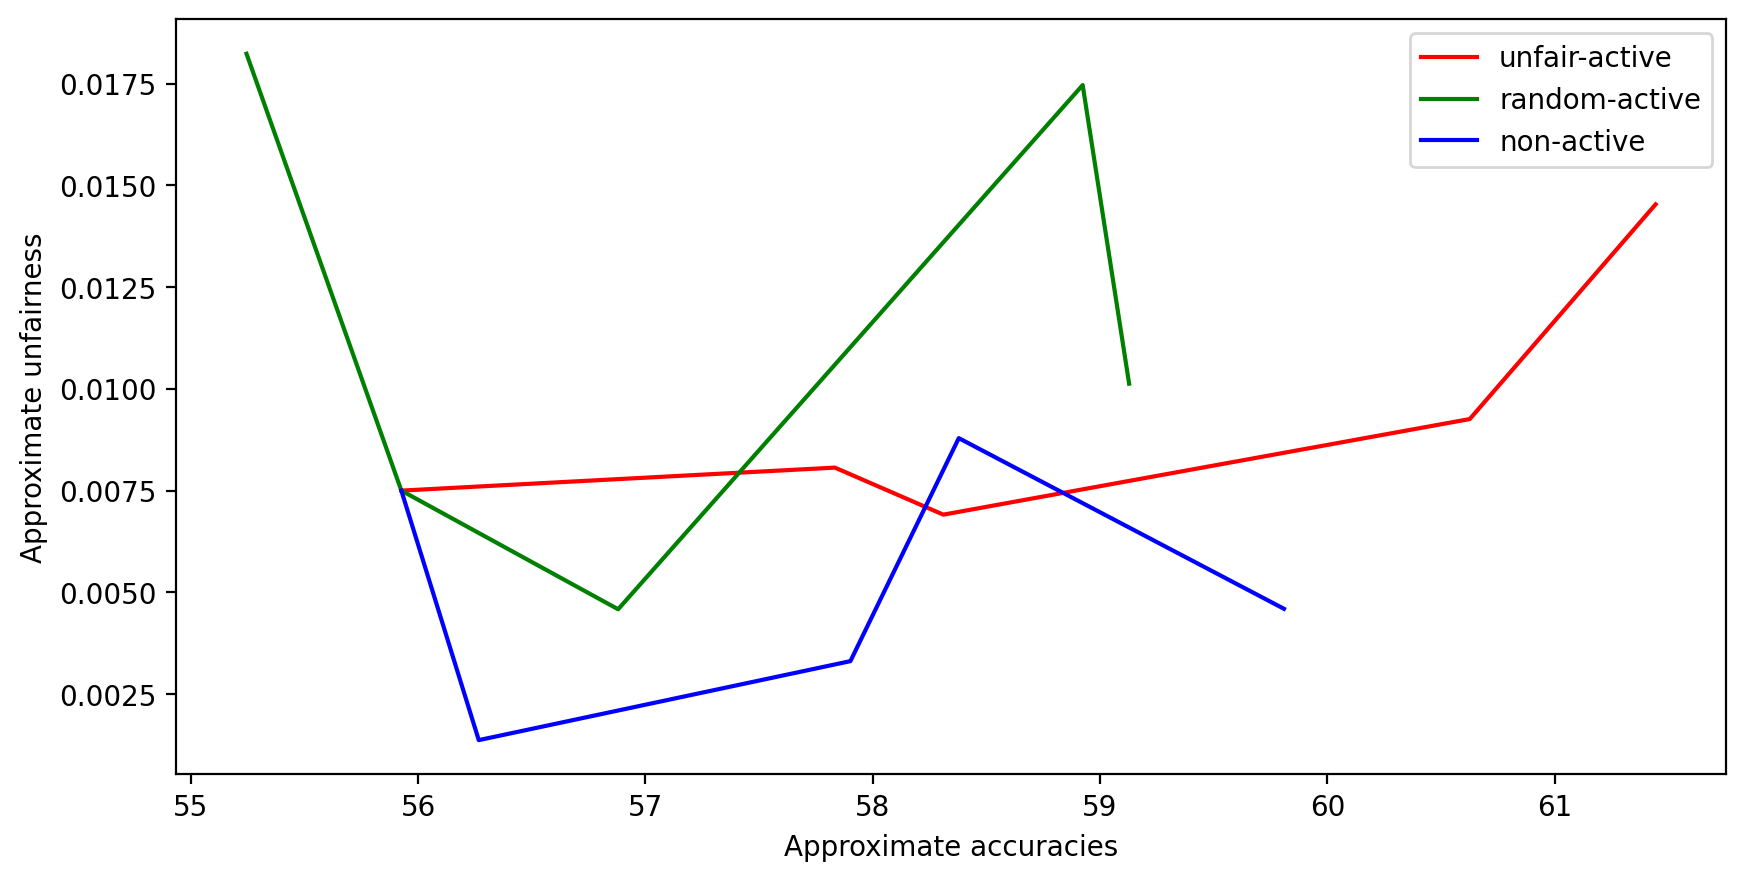 unfair-active
random-active
non-active
Approximate unfairness
0.0175
0.0150
0.0125
0.0100
0.0075
0.0050
0.0025
55 56 57 58 59 60 61
Approximate accuracies